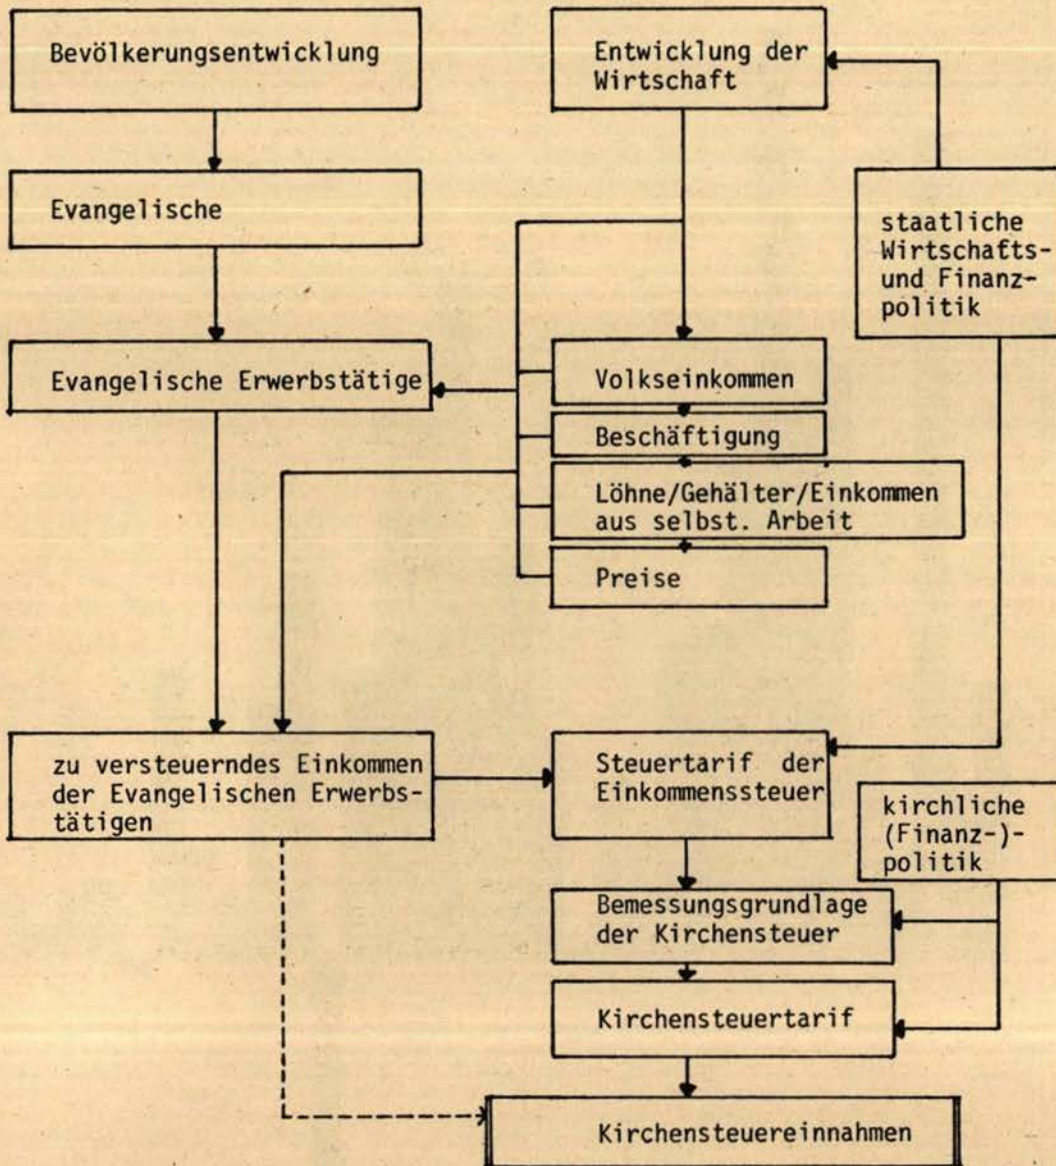 Bevölkerungsentwicklung
Entwicklung der
Wirtschaft
Evangelische
staatliche
Wirtschafts-
und Finanz-
politik
Evangelische Erwerbstätige
Volkseinkommen
Beschäftigung
Löhne/Gehälter/Einkommen
aus selbst. Arbeit
Preise
zu versteuerndes Einkommen
der Evangelischen Erwerbs-
tätigen
Steuertarif der
Einkommenssteuer
kirchliche
(Finanz-)-
politik
Bemessungsgrundlage
der Kirchensteuer
Kirchensteuertarif
Kirchensteuereinnahmen